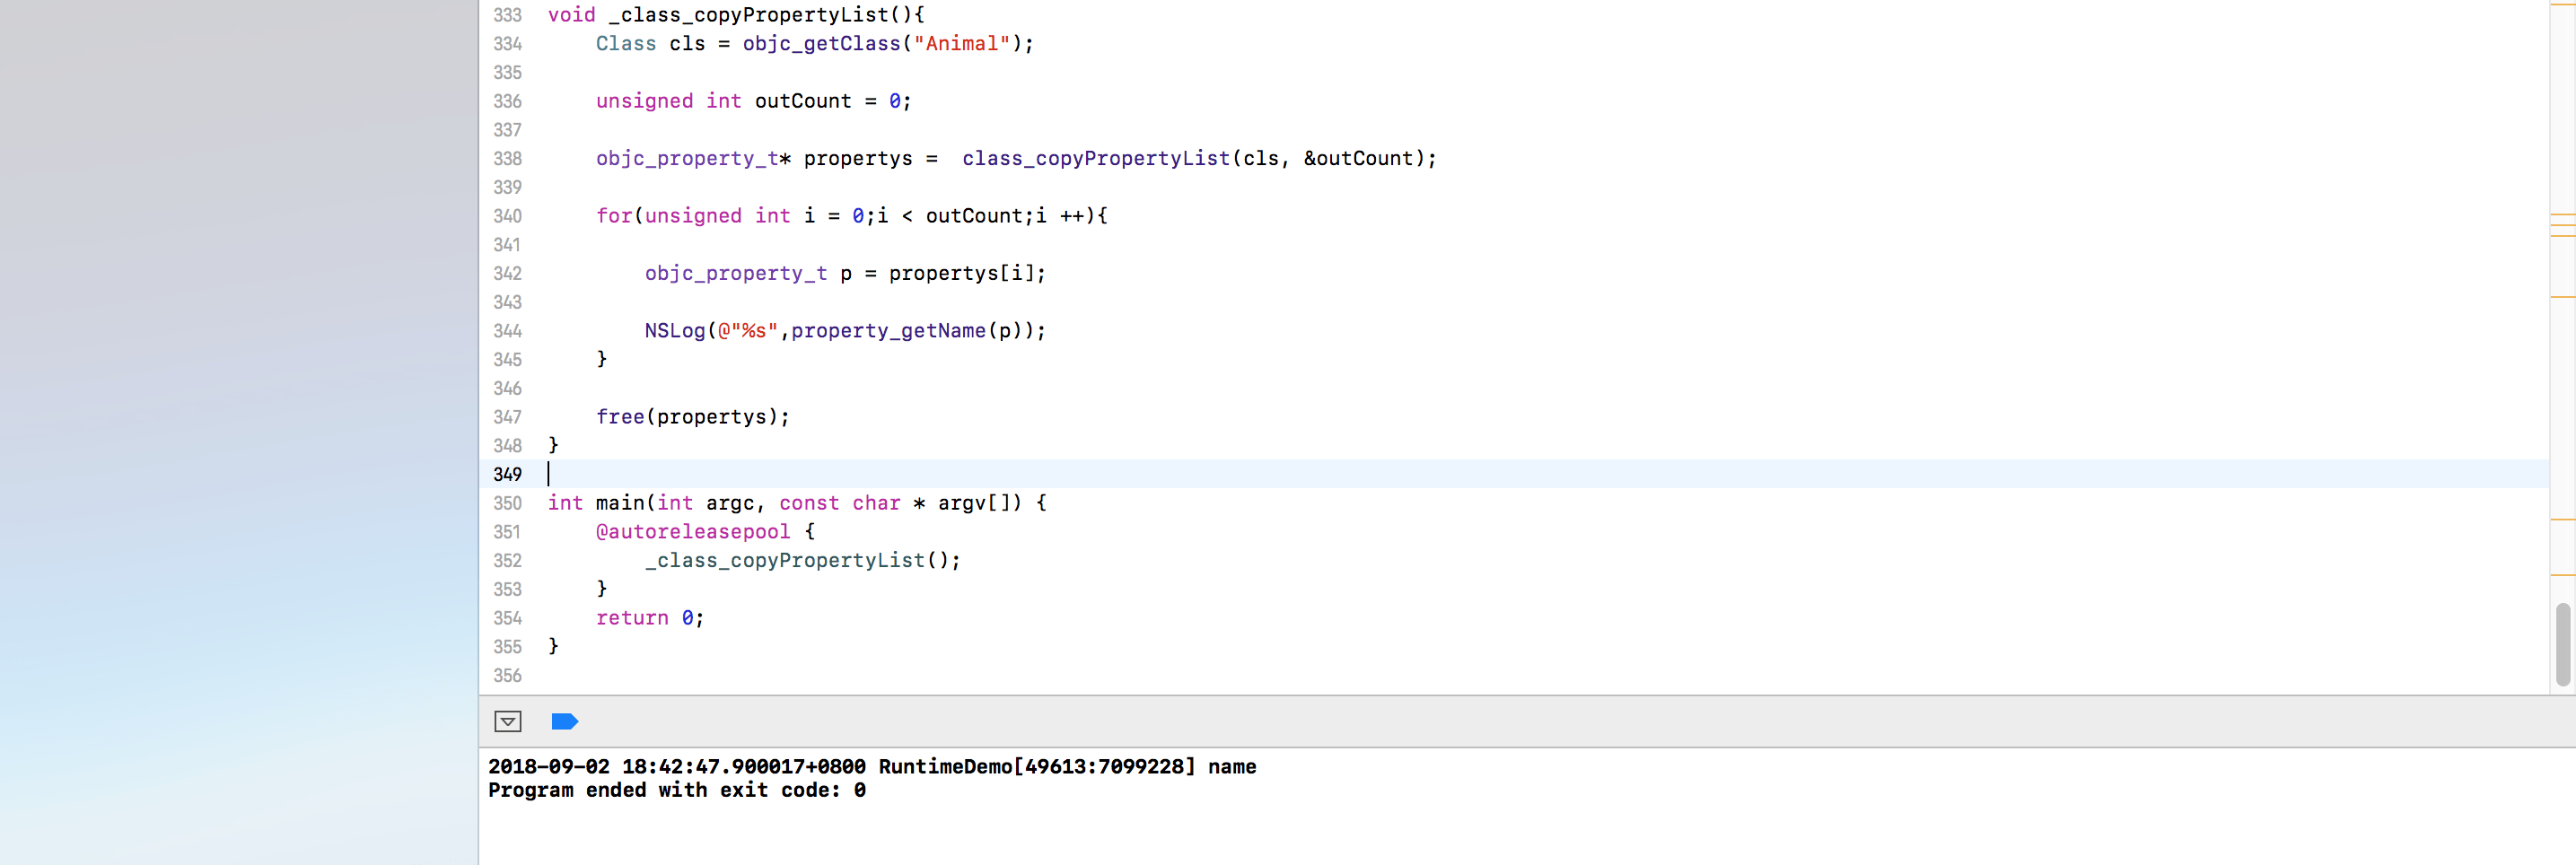 333 void _class_copyPropertyList(){
334     Class cls = objc_getClass("Animal");
335
336     unsigned int outCount = 0;
337
338     objc_property_t* propertys =  class_copyPropertyList(cls, &outCount);
339
340     for(unsigned int i = 0;i < outCount;i ++){
341
342         objc_property_t p = propertys[i];
343
344         NSLog(@"%s",property_getName(p));
345     }
346
347     free(propertys);
348 }
349
350 int main(int argc, const char * argv[]) {
351     @autoreleasepool {
352         _class_copyPropertyList();
353     }
354     return 0;
355 }
356
2018-09-02 18:42:47.900017+0800 RuntimeDemo[49613:7099228] name
Program ended with exit code: 0